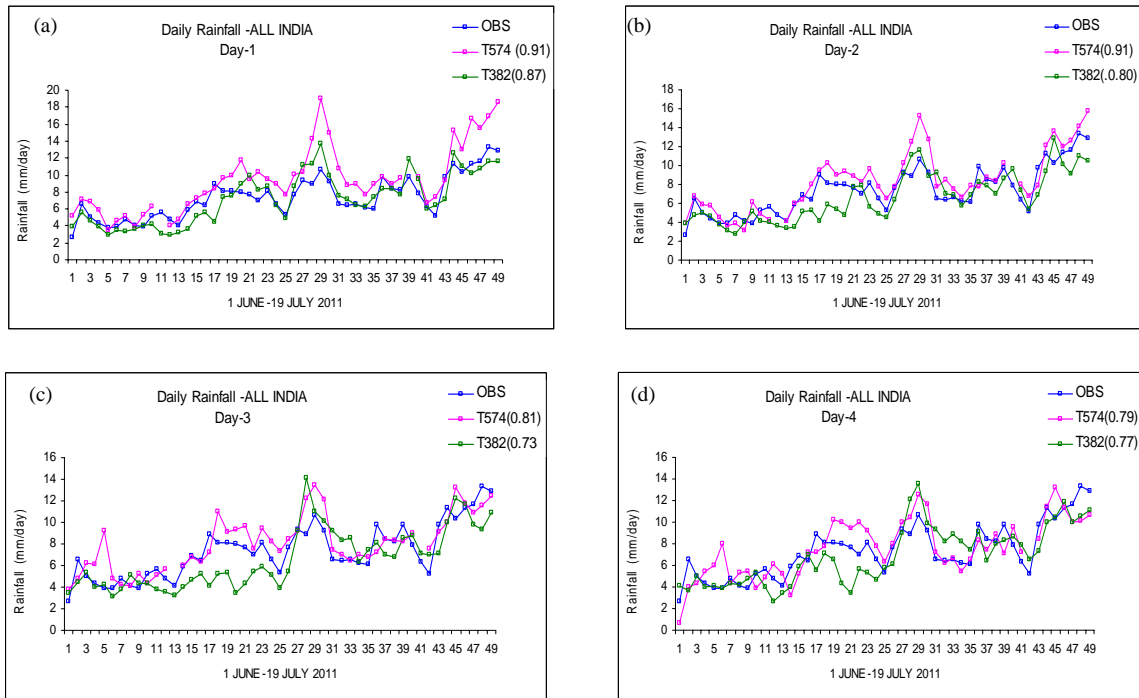 (a)
Daily Rainfall -ALL INDIA
Day-1
OBS
T574 (0.91)
T382(0.87)
Rainfall (mm/day)
20
18
16
14
12
10
8
6
4
2
0
1 3 5 7 9 11 13 15 17 19 21 23 25 27 29 31 33 35 37 39 41 43 45 47 49
1 JUNE -19 JULY 2011
(b)
Daily Rainfall -ALL INDIA
Day-2
OBS
T574(0.91)
T382(.0.80)
Rainfall (mm/day)
18
16
14
12
10
8
6
4
2
0
1 3 5 7 9 11 13 15 17 19 21 23 25 27 29 31 33 35 37 39 41 43 45 47 49
1 JUNE -19 JULY 2011
(c)
Daily Rainfall -ALL INDIA
Day-3
OBS
T574(0.81)
T382(0.73
Rainfall (mm/day)
16
14
12
10
8
6
4
2
0
1 3 5 7 9 11 13 15 17 19 21 23 25 27 29 31 33 35 37 39 41 43 45 47 49
1 JUNE -19 JULY 2011
(d)
Daily Rainfall -ALL INDIA
Day-4
OBS
T574(0.79)
T382(0.77)
Rainfall (mm/day)
16
14
12
10
8
6
4
2
0
1 3 5 7 9 11 13 15 17 19 21 23 25 27 29 31 33 35 37 39 41 43 45 47 49
1 JUNE -19 JULY 2011